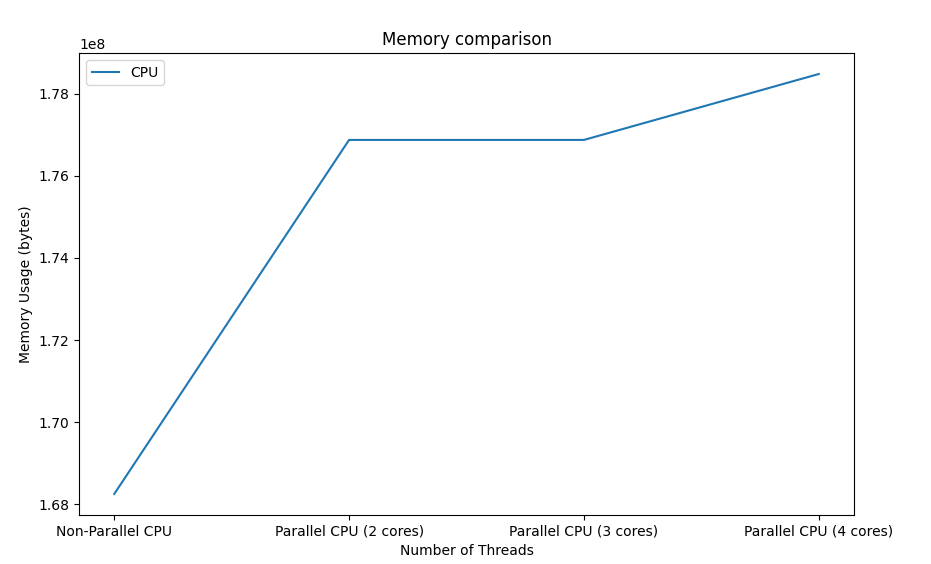 Memory comparison
1e8
CPU
1.78
1.76
1.74
1.72
1.70
1.68
Memory Usage (bytes)
Non-Parallel CPU
Parallel CPU (2 cores)
Parallel CPU (3 cores)
Parallel CPU (4 cores)
Number of Threads